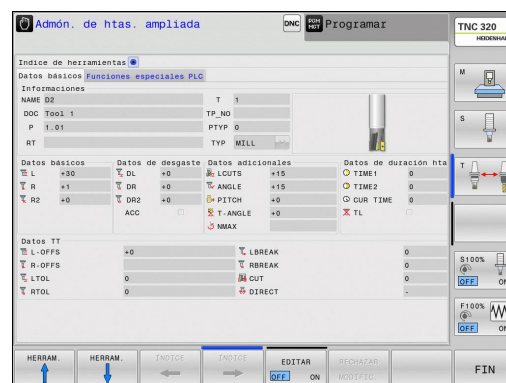 Admón. de htas. ampliada DNC PGM MGT Programar TNC 320
HEIDENHAI
Indice de herramientas
Datos básicos Funciones especiales PLC
Informaciones
NAME D2 T 1
DOC Tool 1 TP_NO
P 1.01 PTYP 0
RT TYP MILL
Datos básicos Datos de desgaste Datos adicionales Datos de duración hta
L +30 DL +0 LCUTS +15 TIME1 0
R +1 DR +0 ANGLE +15 TIME2 0
R2 +0 DR2 +0 PITCH +0 CUR TIME 0
ACC T-ANGLE +0 TL
NMAX
Datos TT
L-OFFS +0 LBREAK 0
R-OFFS RBREAK 0
LTOL 0 CUT 0
RTOL 0 DIRECT -
M
S
T
S100%
OFF ON
F100%
OFF ON
HERRAM. HERRAM. ÍNDICE ÍNDICE EDITAR RECHAZAR FIN
OFF ON MODIFIC.